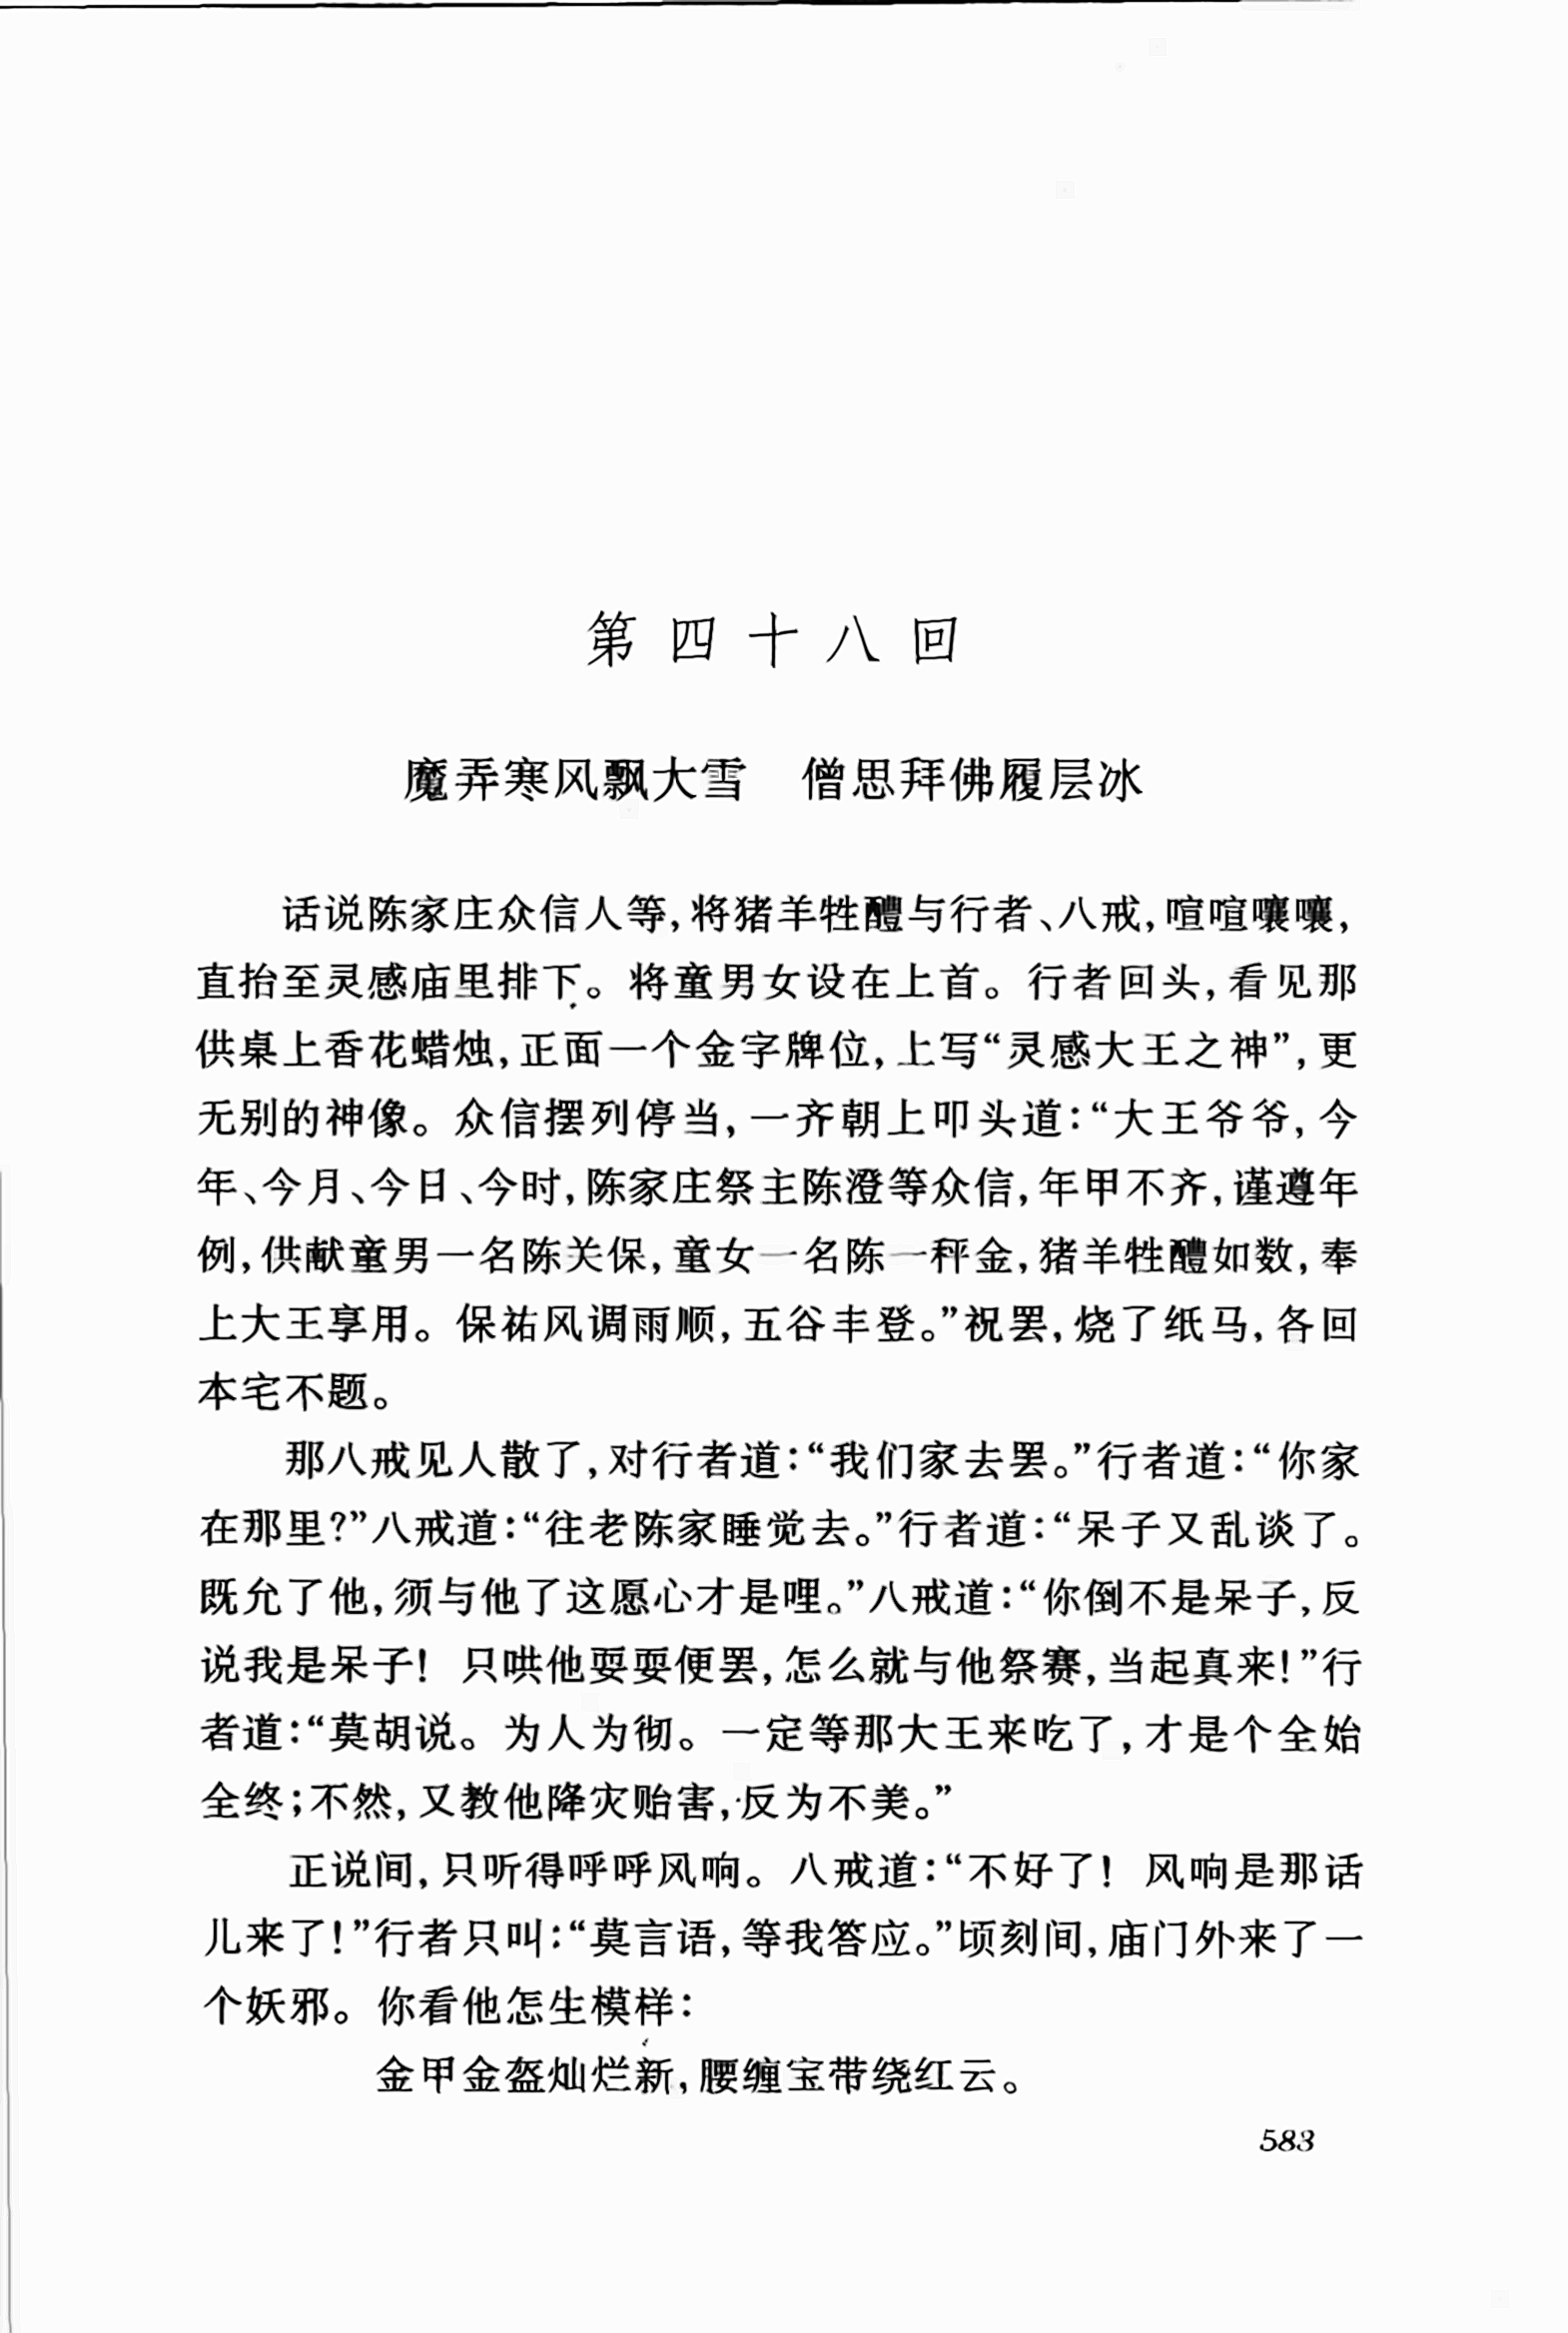 第四十八回
魔弄寒风飘大雪　僧思拜佛履层冰
话说陈家庄众信人等，将猪羊牲醴与行者、八戒，喧喧嚷嚷，
直抬至灵感庙里排下。将童男女设在上首。行者回头，看见那
供桌上香花蜡烛，正面一个金字牌位，上写“灵感大王之神”，更
无别的神像。众信摆列停当，一齐朝上叩头道：“大王爷爷，今
年、今月、今日、今时，陈家庄祭主陈澄等众信，年甲不齐，谨遵年
例，供献童男一名陈关保，童女一名陈一秤金，猪羊牲醴如数，奉
上大王享用。保祐风调雨顺，五谷丰登。”祝罢，烧了纸马，各回
本宅不题。
那八戒见人散了，对行者道：“我们家去罢。”行者道：“你家
在那里？”八戒道：“往老陈家睡觉去。”行者道：“呆子又乱谈了。
既允了他，须与他了这愿心才是哩。”八戒道：“你倒不是呆子，反
说我是呆子！只哄他耍耍便罢，怎么就与他祭赛，当起真来！”行
者道：“莫胡说。为人为彻。一定等那大王来吃了，才是个全始
全终；不然，又教他降灾贻害，反为不美。”
正说间，只听得呼呼风响。八戒道：“不好了！风响是那话
儿来了！”行者只叫：“莫言语，等我答应。”顷刻间，庙门外来了一
个妖邪。你看他怎生模样：
金甲金盔灿烂新，腰缠宝带绕红云。
583